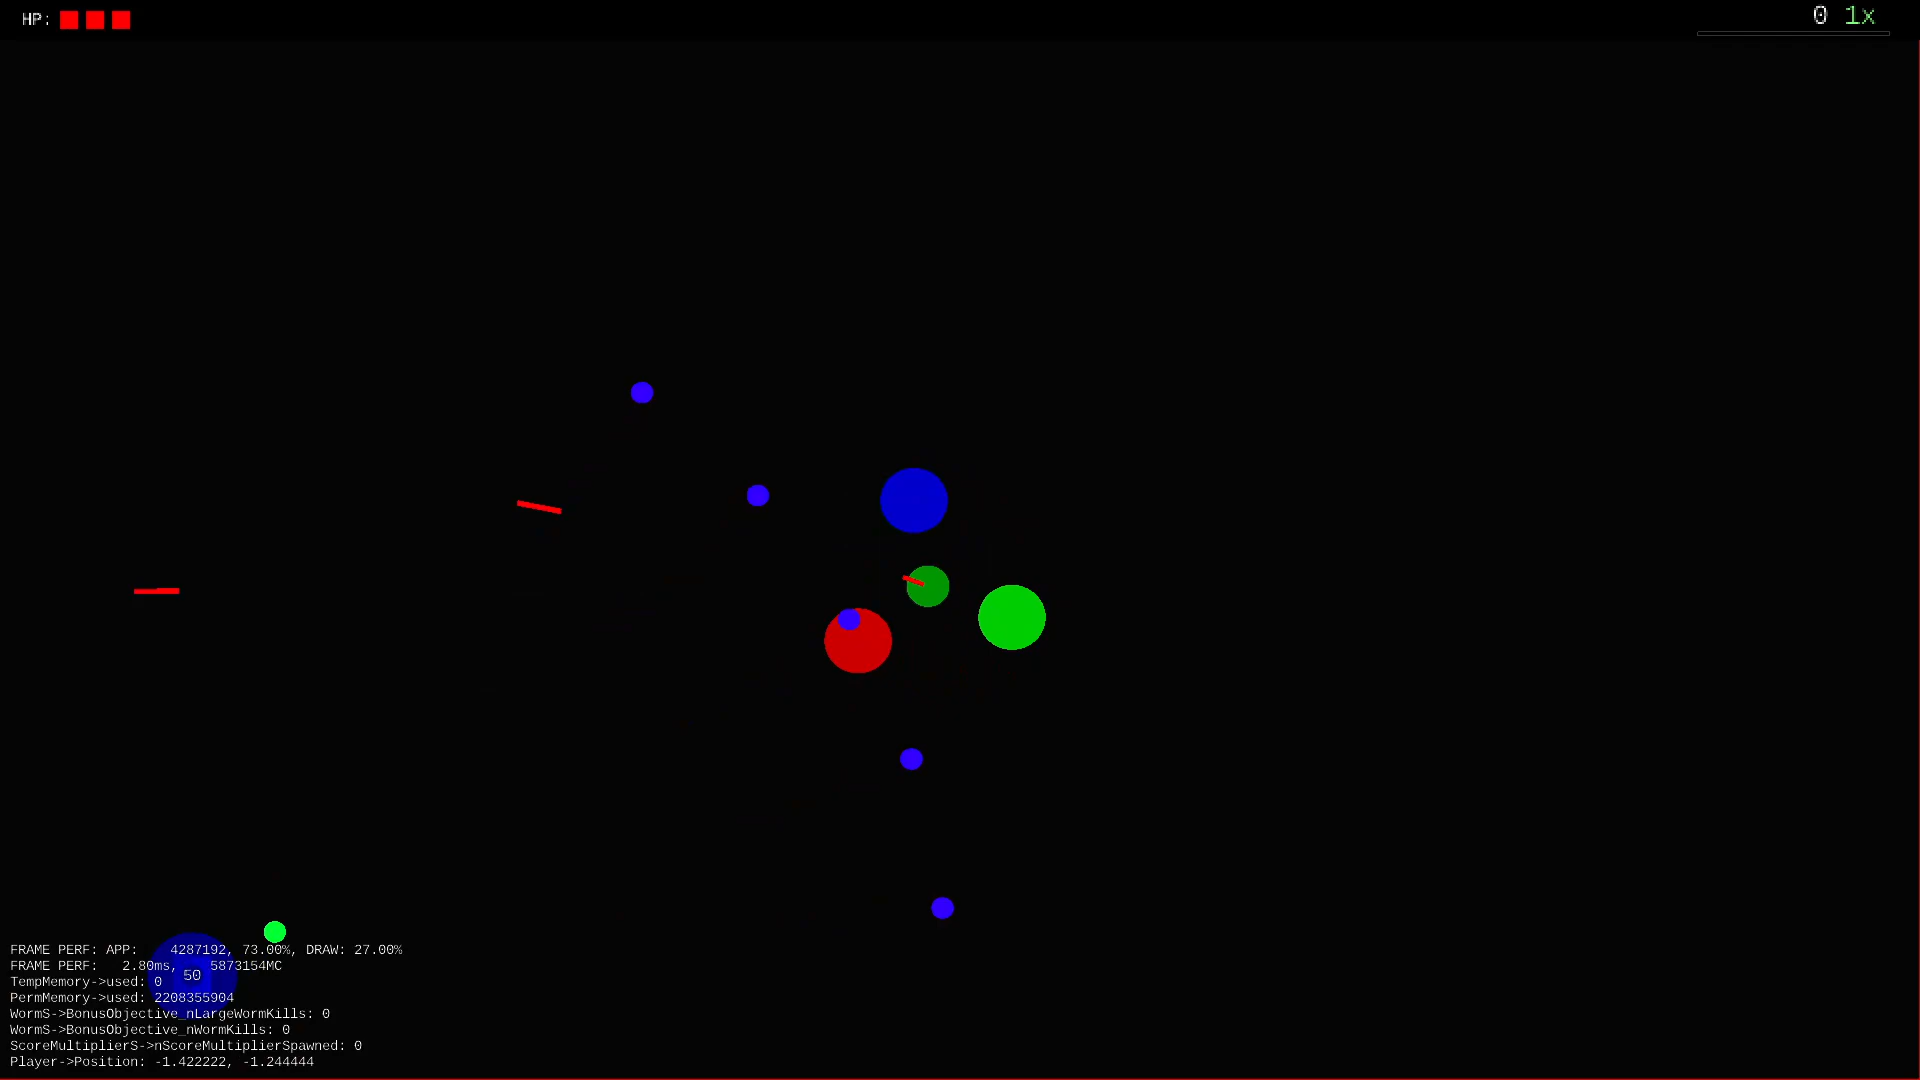 HP:
0 1x
FRAME PERF: APP: 4287192, 73.00%, DRAW: 27.00%
FRAME PERF: 2.80ms, 5873154MC
50
TempMemory->used: 0
PermMemory->used: 2208355904
WormS->BonusObjective_nLargeWormKills: 0
WormS->BonusObjective_nWormKills: 0
ScoreMultiplierS->nScoreMultiplierSpawned: 0
Player->Position: -1.422222, -1.244444